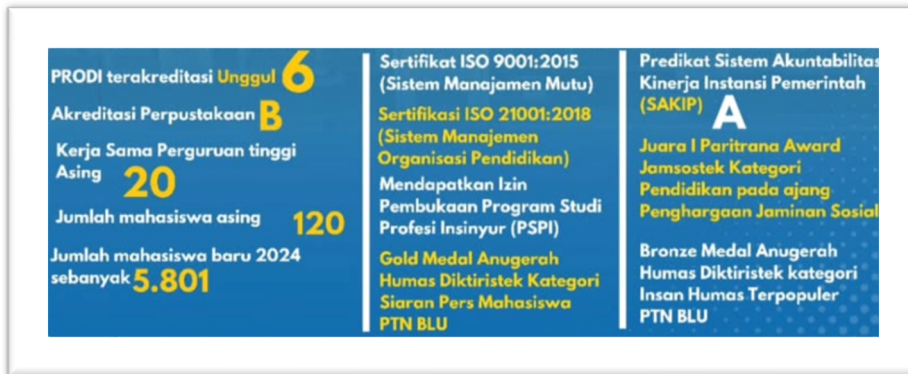 PRODI terakreditasi Unggul 6
Akreditasi Perpustakaan B
Kerja Sama Perguruan tinggi
Asing 20
Jumlah mahasiswa asing 120
Jumlah mahasiswa baru 2024
sebanyak 5.801
Sertifikat ISO 9001:2015
(Sistem Manajamen Mutu)
Sertifikasi ISO 21001:2018
(Sistem Manajemen
Organisasi Pendidikan)
Mendapatkan Izin
Pembukaan Program Studi
Profesi Insinyur (PSPI)
Gold Medal Anugerah
Humas Diktiristek Kategori
Siaran Pers Mahasiswa
PTN BLU
Predikat Sistem Akuntabilitas
Kinerja Instansi Pemerintah
(SAKIP) A
Juara I Paritrana Award
Jamsostek Kategori
Pendidikan pada ajang
Penghargaan Jaminan Sosial
Bronze Medal Anugerah
Humas Diktiristek kategori
Insan Humas Terpopuler
PTN BLU